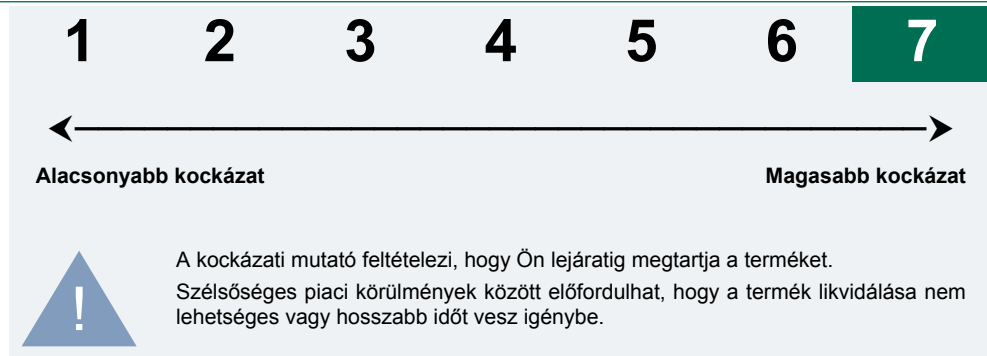 1 2 3 4 5 6 7
Alacsonyabb kockázat Magasabb kockázat
A kockázati mutató feltételezi, hogy Ön lejáratig megtartja a terméket.
Szélsőséges piaci körülmények között előfordulhat, hogy a termék likvidálása nem
lehetséges vagy hosszabb időt vesz igénybe.
!